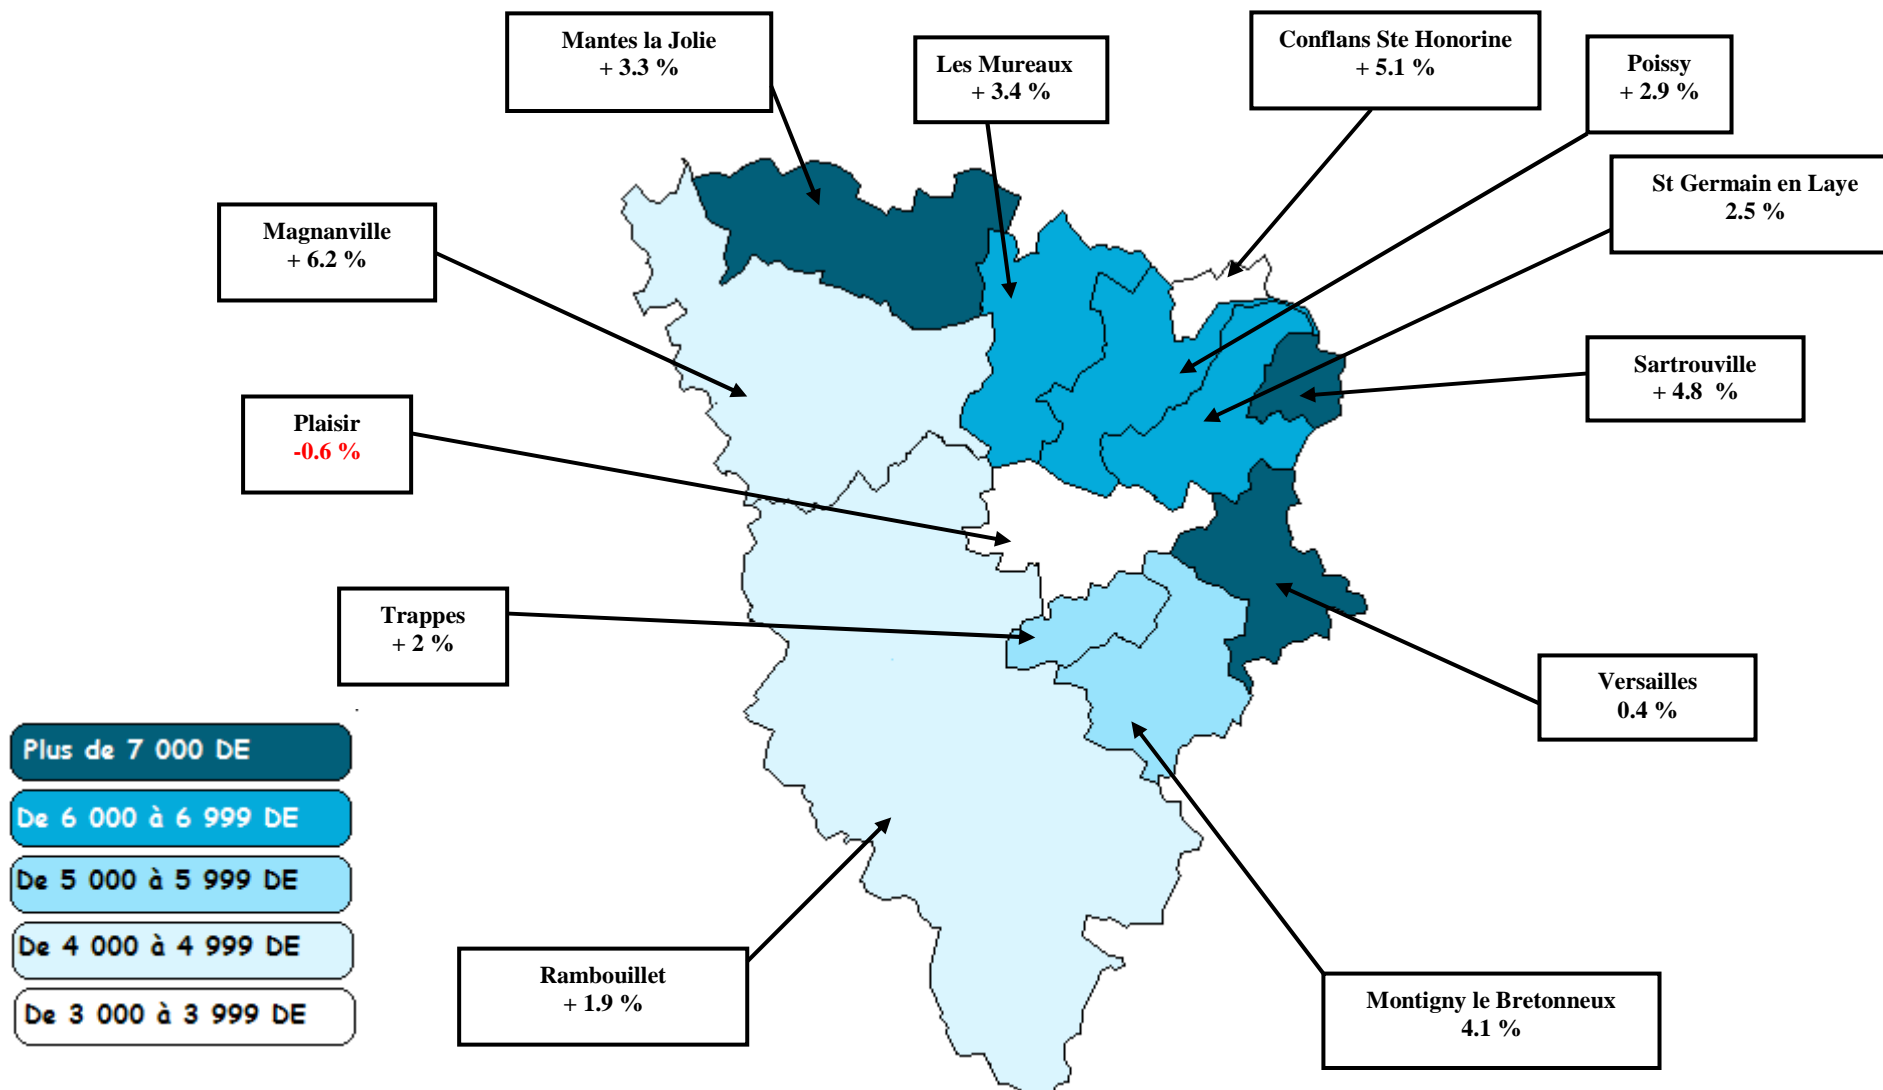 Mantes la Jolie
+ 3.3 %
Les Mureaux
+ 3.4 %
Conflans Ste Honorine
+ 5.1 %
Poissy
+ 2.9 %
St Germain en Laye
2.5 %
Magnanville
+ 6.2 %
Sartrouville
+ 4.8 %
Plaisir
-0.6 %
Trappes
+ 2 %
Versailles
0.4 %
Plus de 7 000 DE
De 6 000 à 6 999 DE
De 5 000 à 5 999 DE
De 4 000 à 4 999 DE
De 3 000 à 3 999 DE
Rambouillet
+ 1.9 %
Montigny le Bretonneux
4.1 %